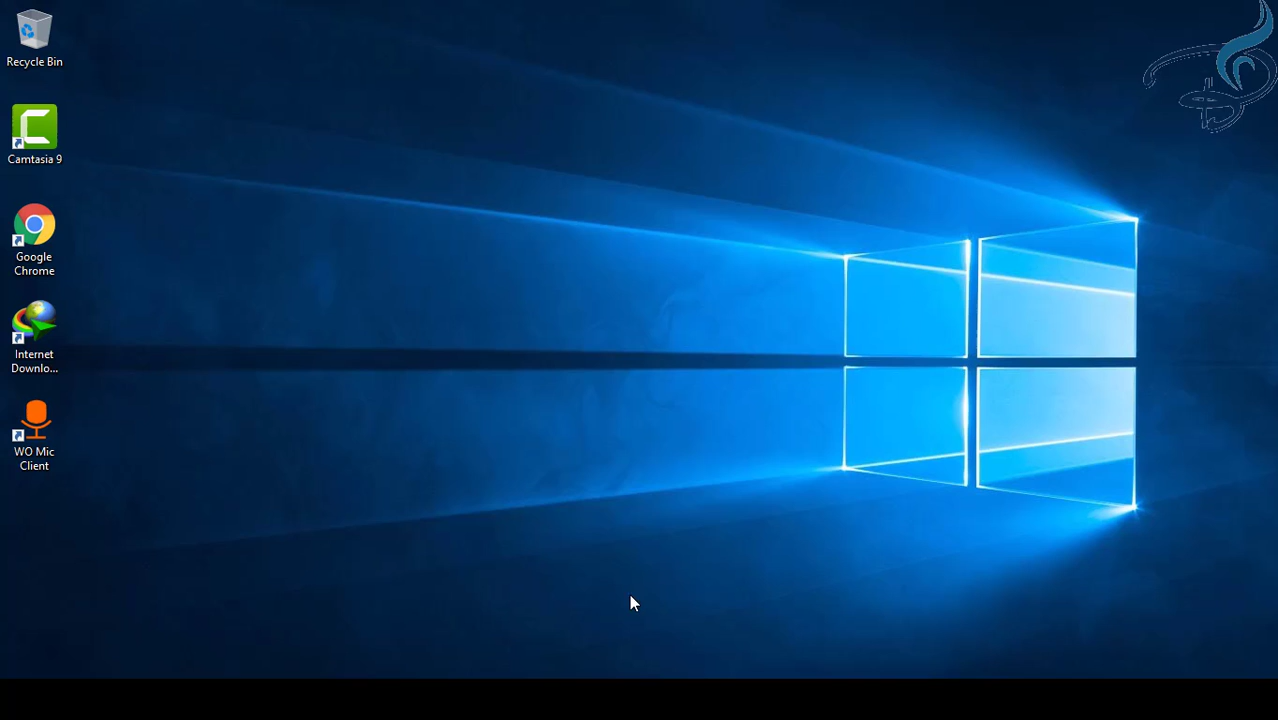 Recycle Bin
Camtasia 9
Google
Chrome
Internet
Downlo...
WO Mic
Client